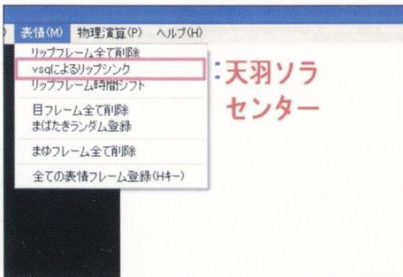 表情(M) 物理演算(P) ヘルプ(H)
リップフレーム全て削除
vsqによるリップシンク
リップフレーム時間シフト
目フレーム全て削除
まばたきランダム登録
まゆフレーム全て削除
全ての表情フレーム登録(Hキー)
:天羽ソラ
センター